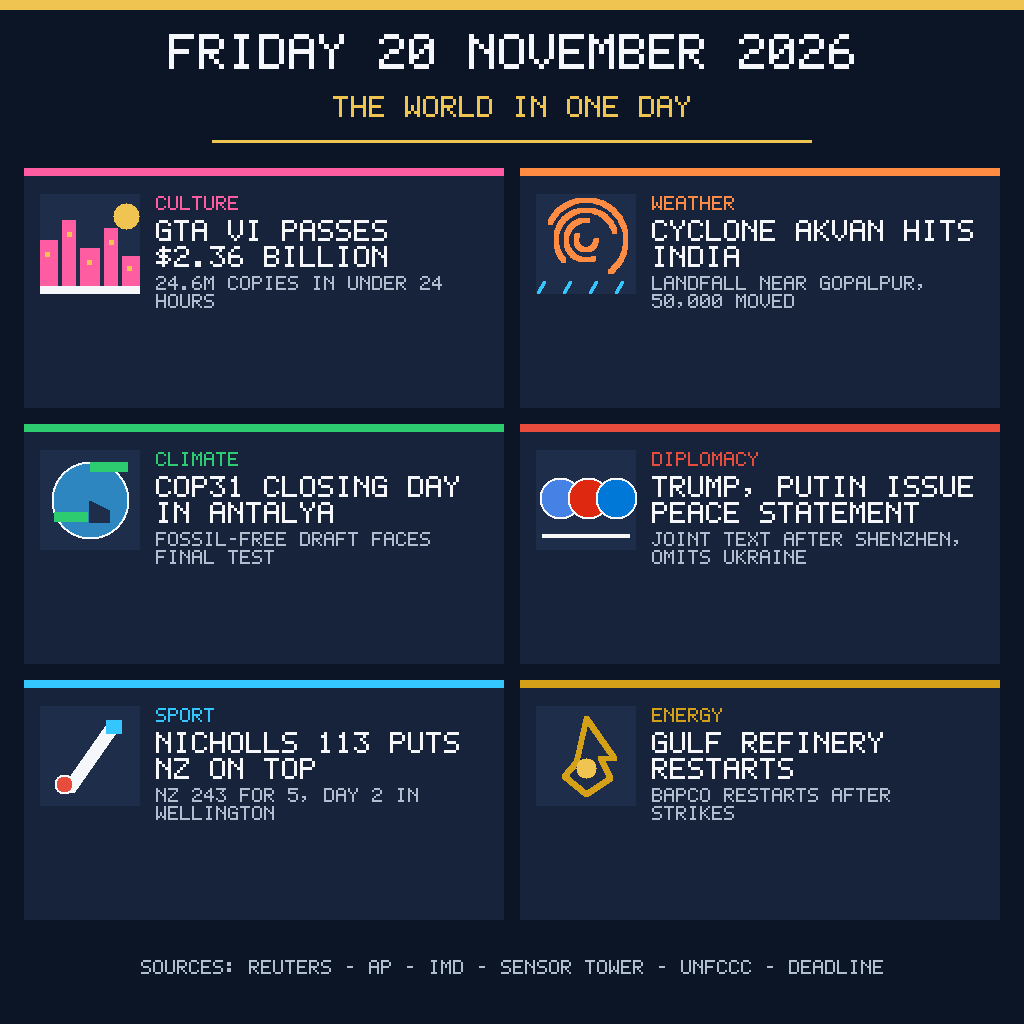 FRIDAY 20 NOVEMBER 2026
THE WORLD IN ONE DAY
CULTURE
GTA VI PASSES
$2.36 BILLION
24.6M COPIES IN UNDER 24
HOURS
WEATHER
CYCLONE AKVAN HITS
INDIA
LANDFALL NEAR GOPALPUR,
50,000 MOVED
CLIMATE
COP31 CLOSING DAY
IN ANTALYA
FOSSIL-FREE DRAFT FACES
FINAL TEST
DIPLOMACY
TRUMP, PUTIN ISSUE
PEACE STATEMENT
JOINT TEXT AFTER SHENZHEN,
OMITS UKRAINE
SPORT
NICHOLLS 113 PUTS
NZ ON TOP
NZ 243 FOR 5, DAY 2 IN
WELLINGTON
ENERGY
GULF REFINERY
RESTARTS
BAPCO RESTARTS AFTER
STRIKES
SOURCES: REUTERS - AP - IMD - SENSOR TOWER - UNFCCC - DEADLINE